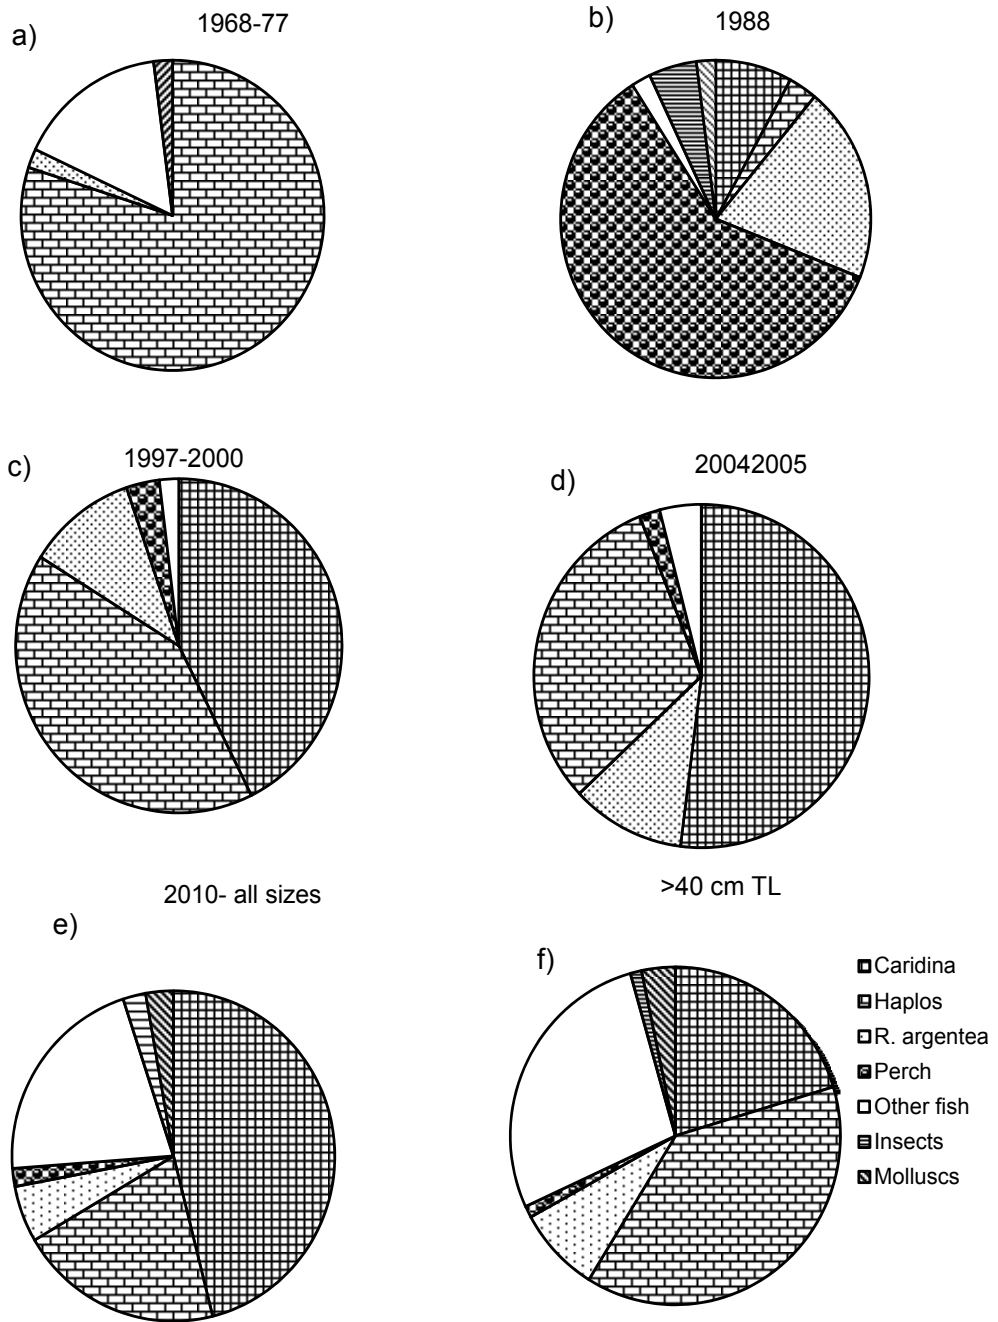 a)
1968-77
b)
1988
c)
1997-2000
d)
20042005
e)
2010- all sizes
f)
>40 cm TL
Caridina
Haplos
R. argentea
Perch
Other fish
Insects
Molluscs